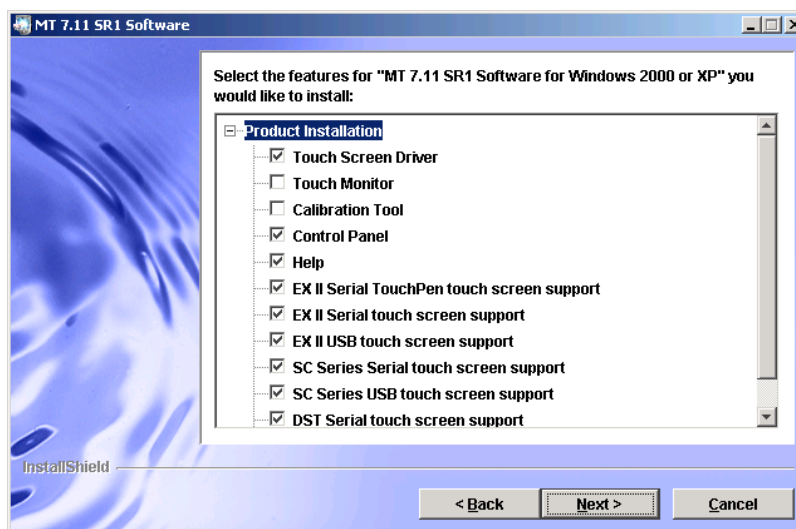 MT 7.11 SR1 Software
Select the features for "MT 7.11 SR1 Software for Windows 2000 or XP" you
would like to install:
Product Installation
Touch Screen Driver
Touch Monitor
Calibration Tool
Control Panel
Help
EX II Serial TouchPen touch screen support
EX II Serial touch screen support
EX II USB touch screen support
SC Series Serial touch screen support
SC Series USB touch screen support
DST Serial touch screen support
InstallShield
< Back
Next >
Cancel